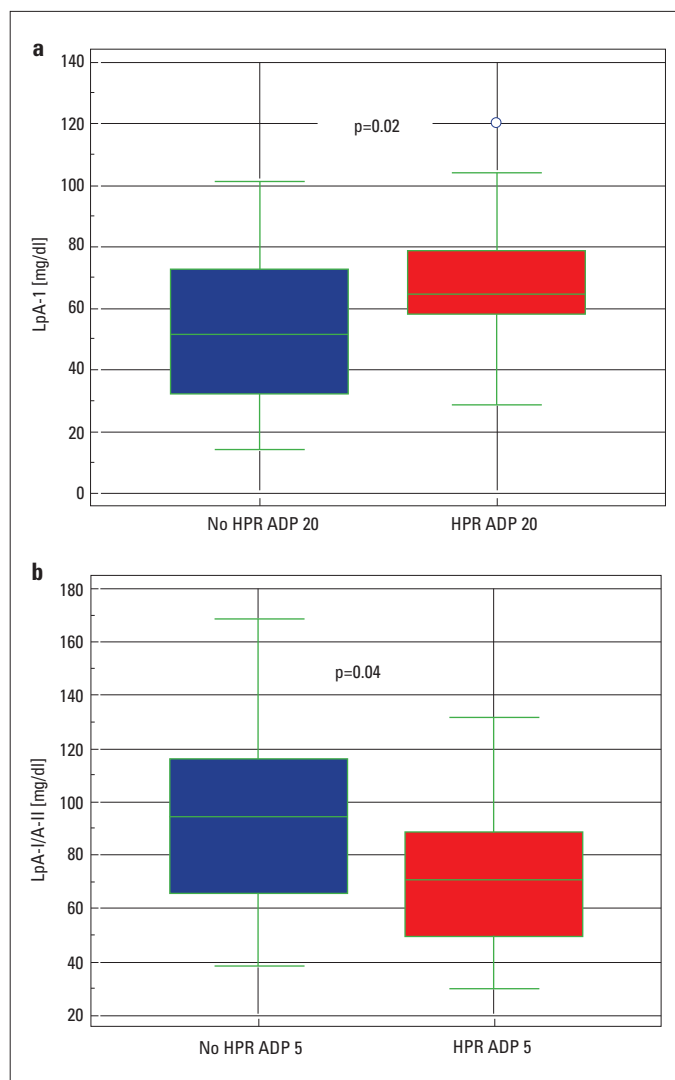 a
140
120
100
80
60
40
20
0
LpA-1 [mg/dl]
p=0.02
No HPR ADP 20 HPR ADP 20
b
180
160
140
120
100
80
60
40
20
LpA-I/A-II [mg/dl]
p=0.04
No HPR ADP 5 HPR ADP 5